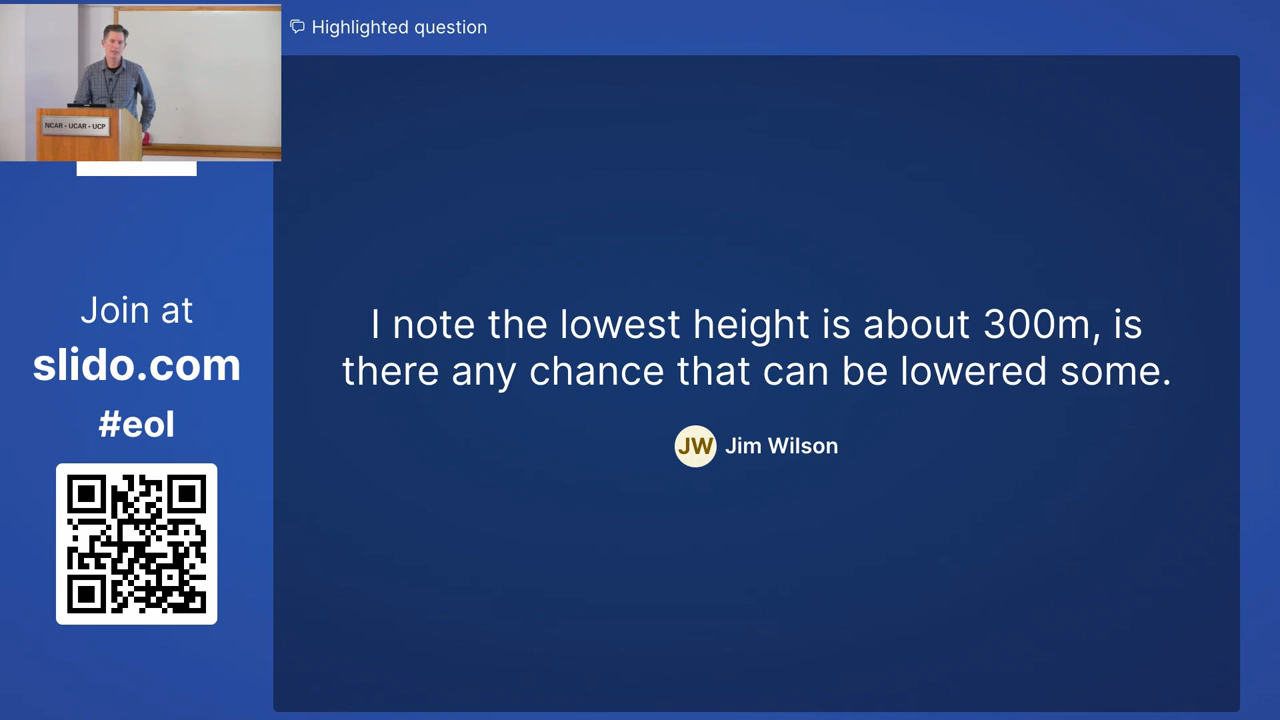 Highlighted question
NCAR • UCAR • UCP
Join at
slido.com
#eol
I note the lowest height is about 300m, is
there any chance that can be lowered some.
JW Jim Wilson